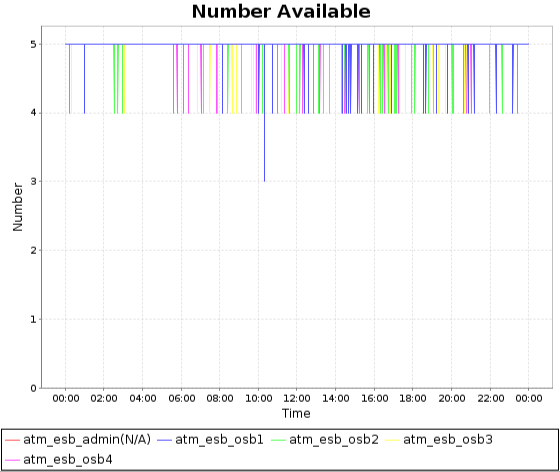 Number Available
Number
5
4
3
2
1
0
00:00 02:00 04:00 06:00 08:00 10:00 12:00 14:00 16:00 18:00 20:00 22:00 00:00
Time
atm_esb_admin(N/A) atm_esb_osb1 atm_esb_osb2 atm_esb_osb3
atm_esb_osb4